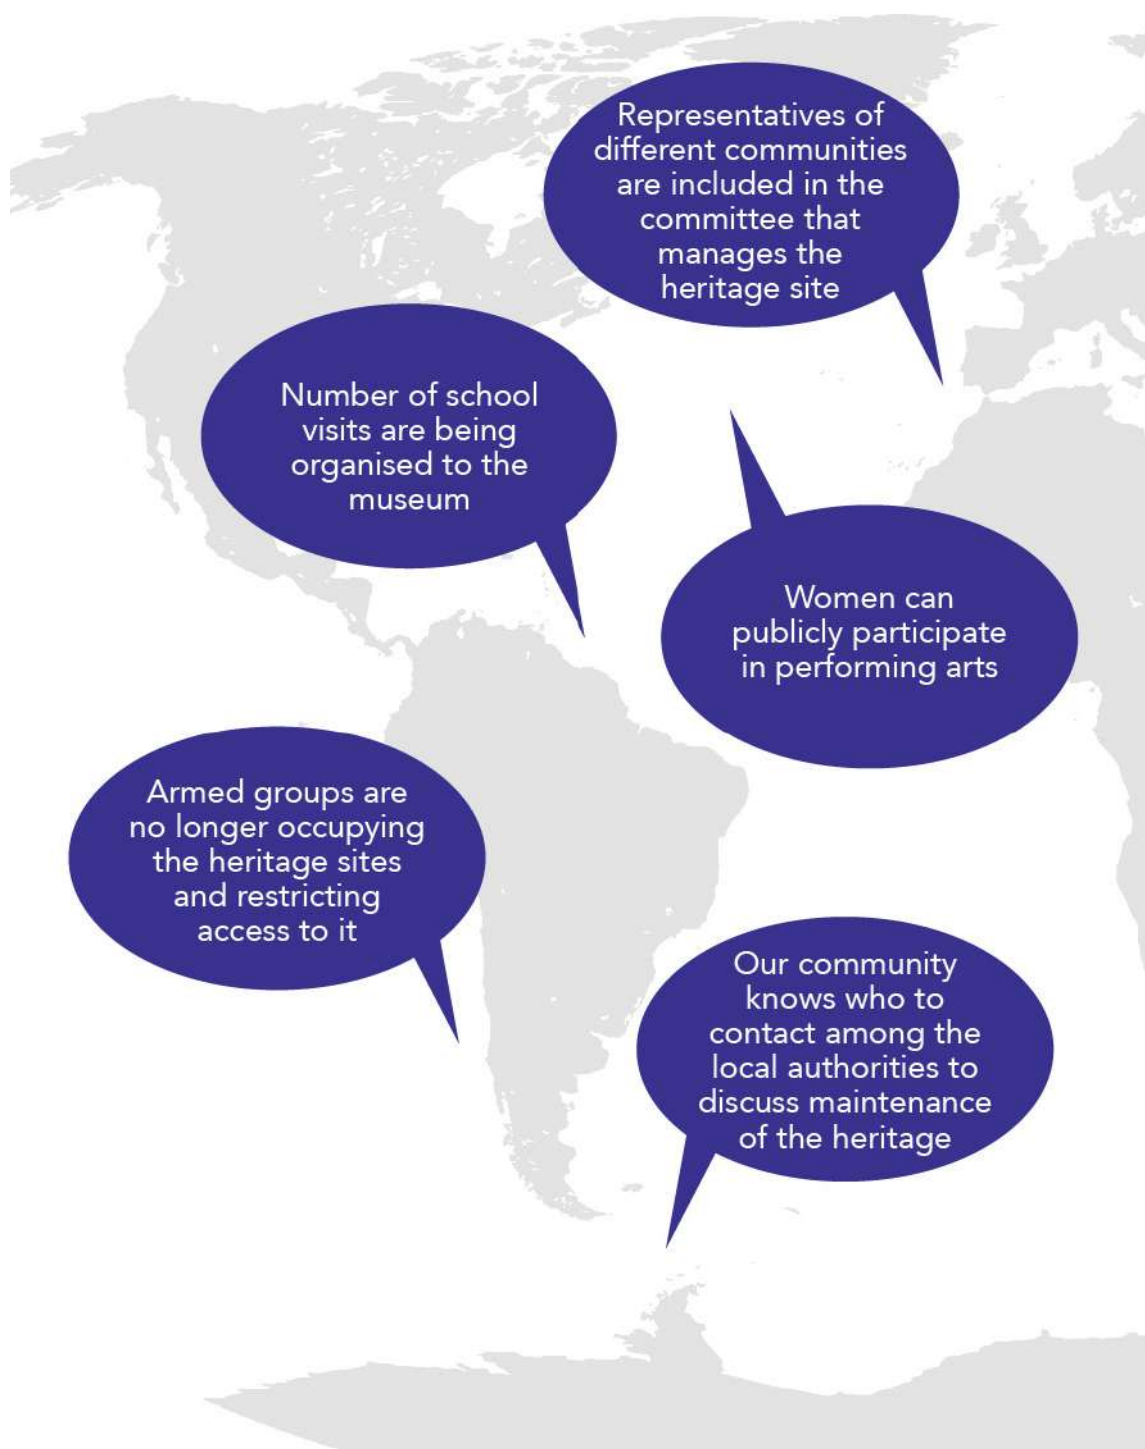 Representatives of
different communities
are included in the
committee that
manages the
heritage site
Number of school
visits are being
organised to the
museum
Women can
publicly participate
in performing arts
Armed groups are
no longer occupying
the heritage sites
and restricting
access to it
Our community
knows who to
contact among the
local authorities to
discuss maintenance
of the heritage